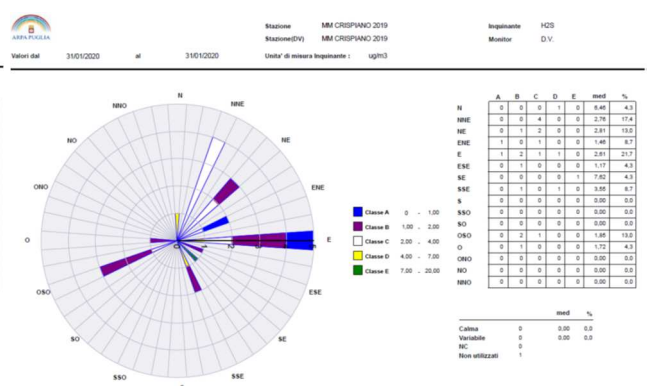 Stazione MM CRISPIANO 2019 Inquinante H2S
ARPA PUGLIA Stazione(DV) MM CRISPIANO 2019 Monitor D.V.
Valori dal 31/01/2020 al 31/01/2020 Unita' di misura Inquinante : ug/m3
N
NNO NNE
NO NE
ONO ENE
O E
OSO ESE
SO SE
SSO SSE
Classe A 0 - 1,00
Classe B 1,00 - 2,00
Classe C 2,00 - 4,00
Classe D 4,00 - 7,00
Classe E 7,00 - 20,00
A B C D E med %
N 0 0 0 1 0 6,46 4,3
NNE 0 0 4 0 0 2,76 17,4
NE 0 1 2 0 0 2,81 13,0
ENE 1 0 1 0 0 1,46 8,7
E 1 2 1 1 0 2,61 21,7
ESE 0 1 0 0 0 1,17 4,3
SE 0 0 0 0 1 7,62 4,3
SSE 0 1 0 1 0 3,55 8,7
S 0 0 0 0 0 0,00 0,0
SSO 0 0 0 0 0 0,00 0,0
SO 0 0 0 0 0 0,00 0,0
OSO 0 2 1 0 0 1,85 13,0
O 0 1 0 0 0 1,72 4,3
ONO 0 0 0 0 0 0,00 0,0
NO 0 0 0 0 0 0,00 0,0
NNO 0 0 0 0 0 0,00 0,0
med %
Calma 0 0,00 0,0
Variabile 0 0,00 0,0
NC 0
Non utilizzati 1